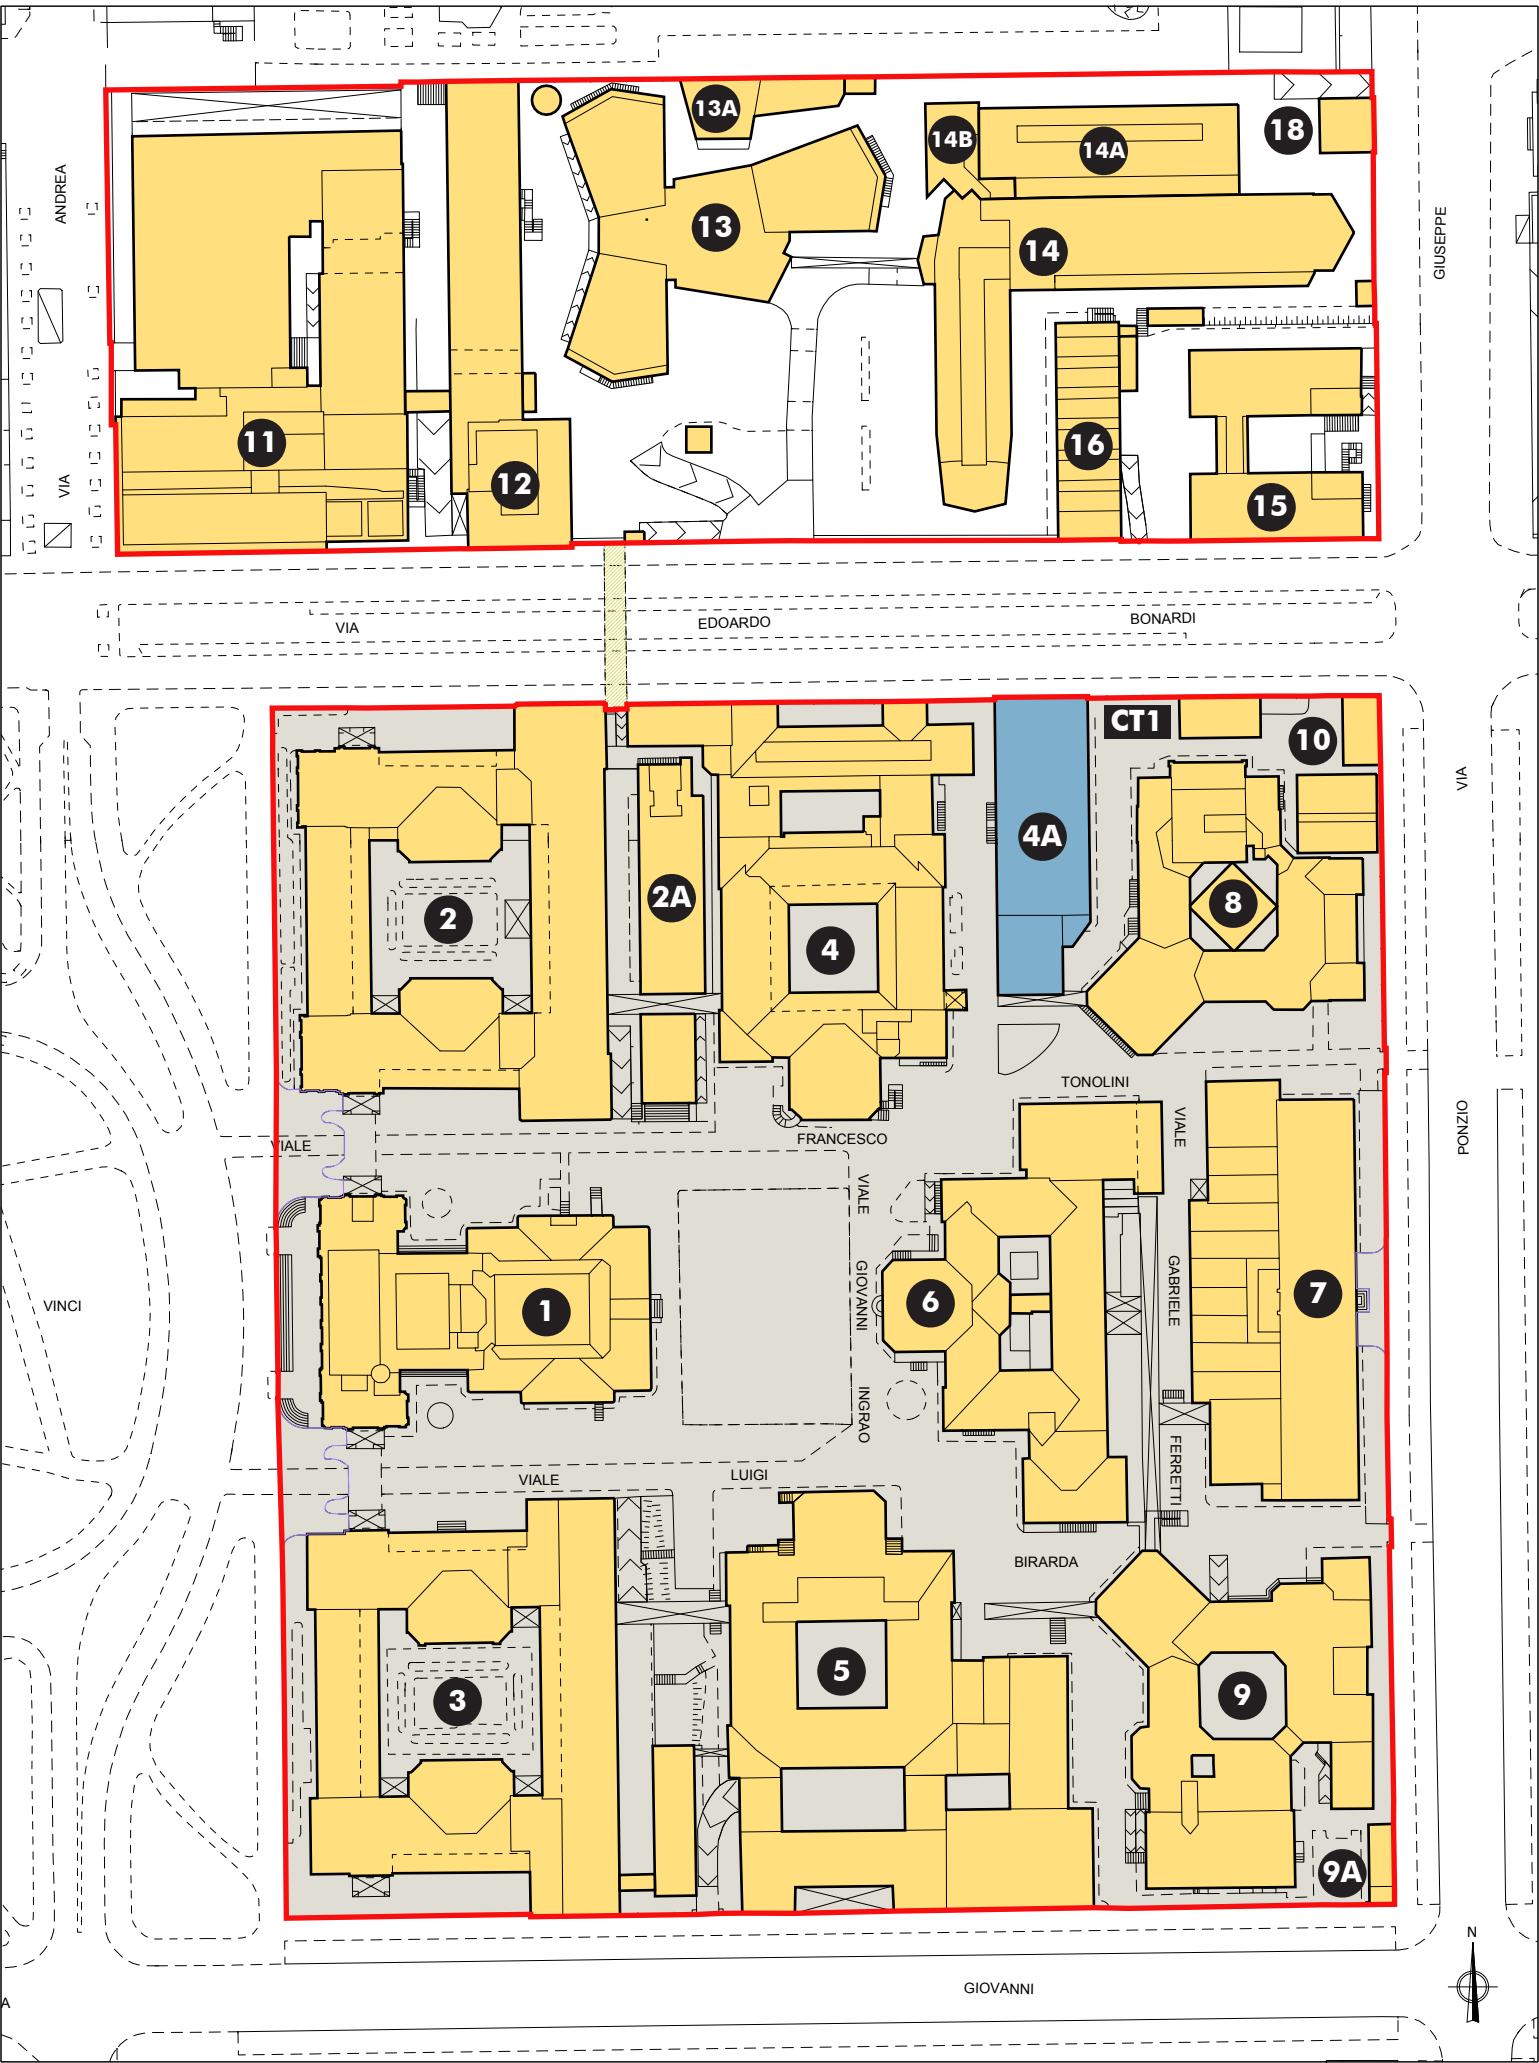 13A
14B
14A
18
ANDREA
13
GIUSEPPE
14
11
16
VIA
12
15
VIA
EDOARDO
BONARDI
CT1
10
VIA
4A
2A
8
2
4
TONOLINI
PONZIO
VIALE
FRANCESCO
VIALE
VIALE
GIOVANNI
GABRIELE
7
6
VINCI
1
INGRAO
FERRETTI
VIALE
LUIGI
BIRARDA
5
9
3
9A
N
GIOVANNI
A